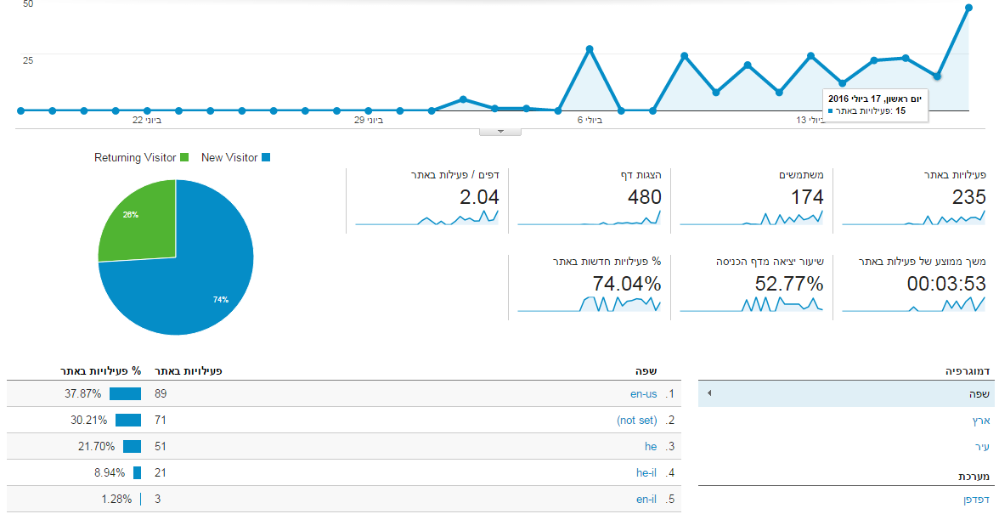 50
25
ביוני 22
ביוני 29
ביולי 6
ביולי 13
יום ראשון, 17 ביולי 2016
פעילויות באתר: 15
Returning Visitor
New Visitor
26%
74%
פעילויות באתר
235
משתמשים
174
הצגות דף
480
דפים / פעילות באתר
2.04
משך ממוצע של פעילות באתר
00:03:53
שיעור יציאה מדף הכניסה
52.77%
% פעילויות חדשות באתר
74.04%
דמוגרפיה
שפה
ארץ
עיר
מערכת
דפדפן
שפה פעילויות באתר % פעילויות באתר
1. en-us 89 37.87%
2. (not set) 71 30.21%
3. he 51 21.70%
4. he-il 21 8.94%
5. en-il 3 1.28%